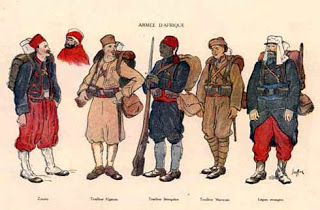 ARMÉE D'AFRIQUE
Zouave
Tirailleur Algérien
Tirailleur Sénégalais
Tirailleur Marocain
Légion étrangère